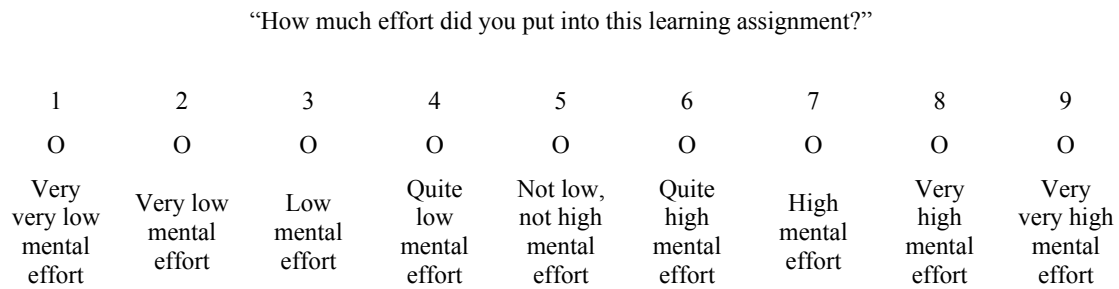 “How much effort did you put into this learning assignment?”
1 2 3 4 5 6 7 8 9
O O O O O O O O O
Very very low mental effort
Very low mental effort
Low mental effort
Quite low mental effort
Not low, not high mental effort
Quite high mental effort
High mental effort
Very high mental effort
Very very high mental effort